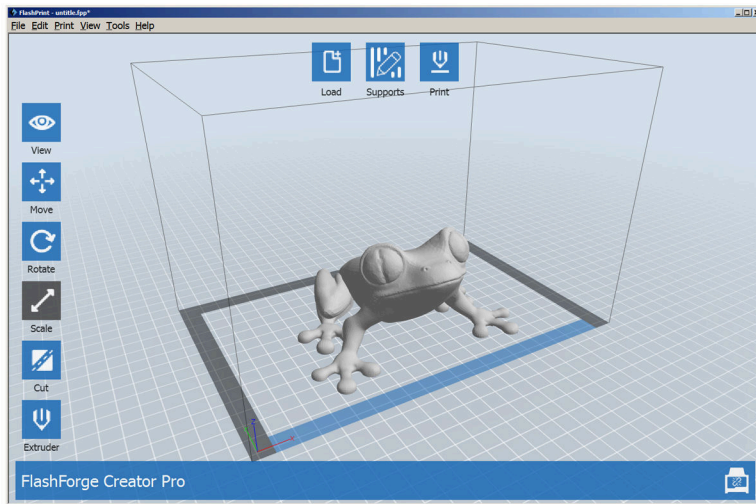 FlashPrint - untitle.fpp*
File Edit Print View Tools Help
Load Supports Print
View
Move
Rotate
Scale
Cut
Extruder
Z
X
FlashForge Creator Pro